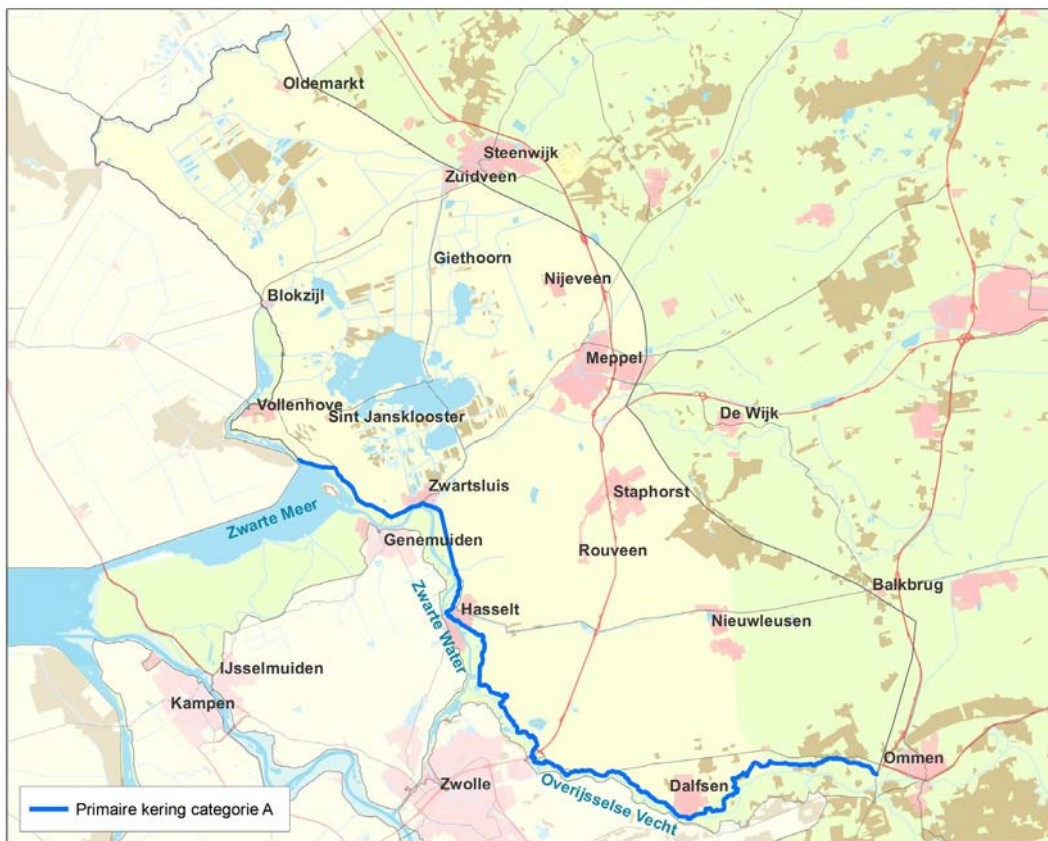 Oldemarkt
Steenwijk
Zuidveen
Giethoorn
Nijeveen
Blokzijl
Meppel
Vollenhove
Sint Jansklooster
De Wijk
Zwartsluis
Staphorst
Zwarte Meer
Genemuiden
Rouveen
Balkbrug
Hasselt
Zwarte Water
Nieuwleusen
IJsselmuiden
Kampen
Ommen
Zwolle
Dalfsen
Overijsselse Vecht
Primaire kering categorie A